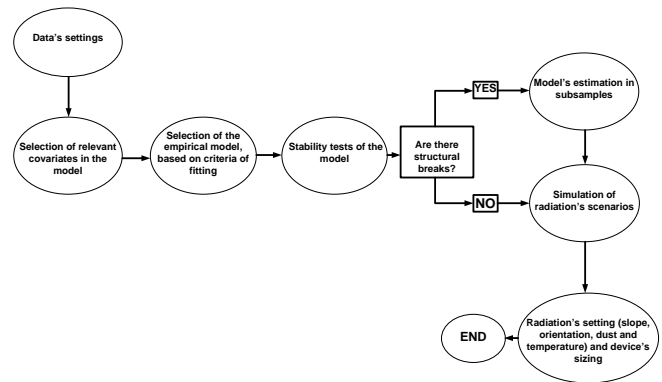 Data's settings
Selection of relevant
covariates in the
model
Selection of the
empirical model,
based on criteria of
fitting
Stability tests of the
model
Are there
structural
breaks?
YES
NO
Model's estimation in
subsamples
Simulation of
radiation's scenarios
Radiation's setting (slope,
orientation, dust and
temperature) and device's
sizing
END